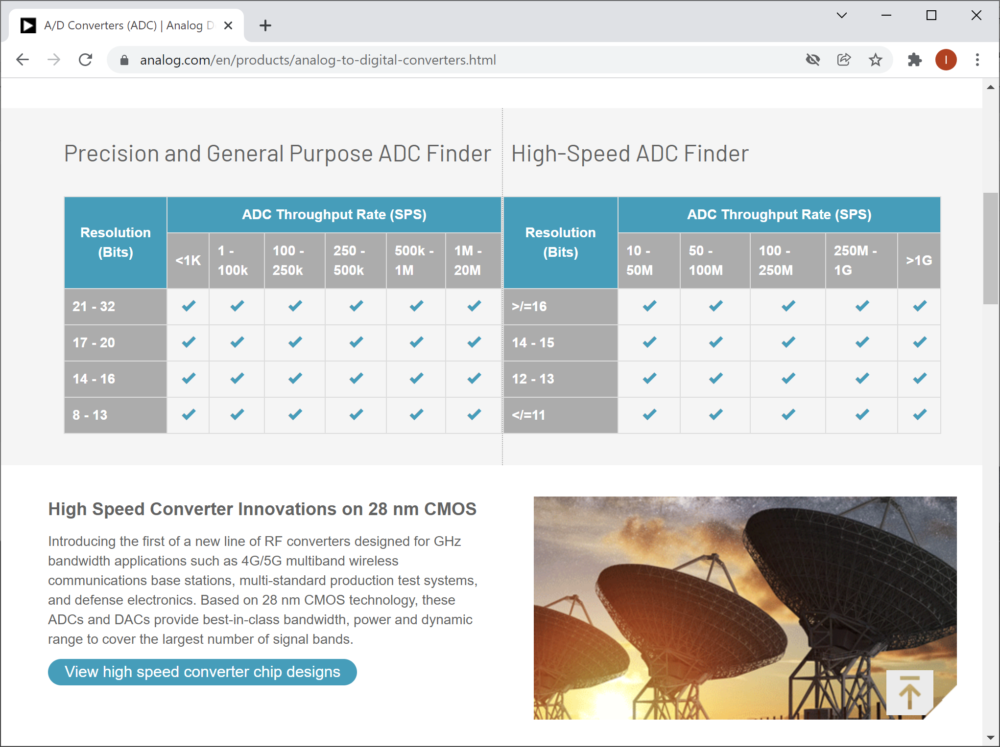 A/D Converters (ADC) | Analog D
analog.com/en/products/analog-to-digital-converters.html
I
Precision and General Purpose ADC Finder
Resolution
(Bits)
ADC Throughput Rate (SPS)
<1K
1 -
100k
100 -
250k
250 -
500k
500k -
1M
1M -
20M
21 - 32
17 - 20
14 - 16
8 - 13
High-Speed ADC Finder
Resolution
(Bits)
ADC Throughput Rate (SPS)
10 -
50M
50 -
100M
100 -
250M
250M -
1G
>1G
>/=16
14 - 15
12 - 13
</=11
High Speed Converter Innovations on 28 nm CMOS
Introducing the first of a new line of RF converters designed for GHz
bandwidth applications such as 4G/5G multiband wireless
communications base stations, multi-standard production test systems,
and defense electronics. Based on 28 nm CMOS technology, these
ADCs and DACs provide best-in-class bandwidth, power and dynamic
range to cover the largest number of signal bands.
View high speed converter chip designs